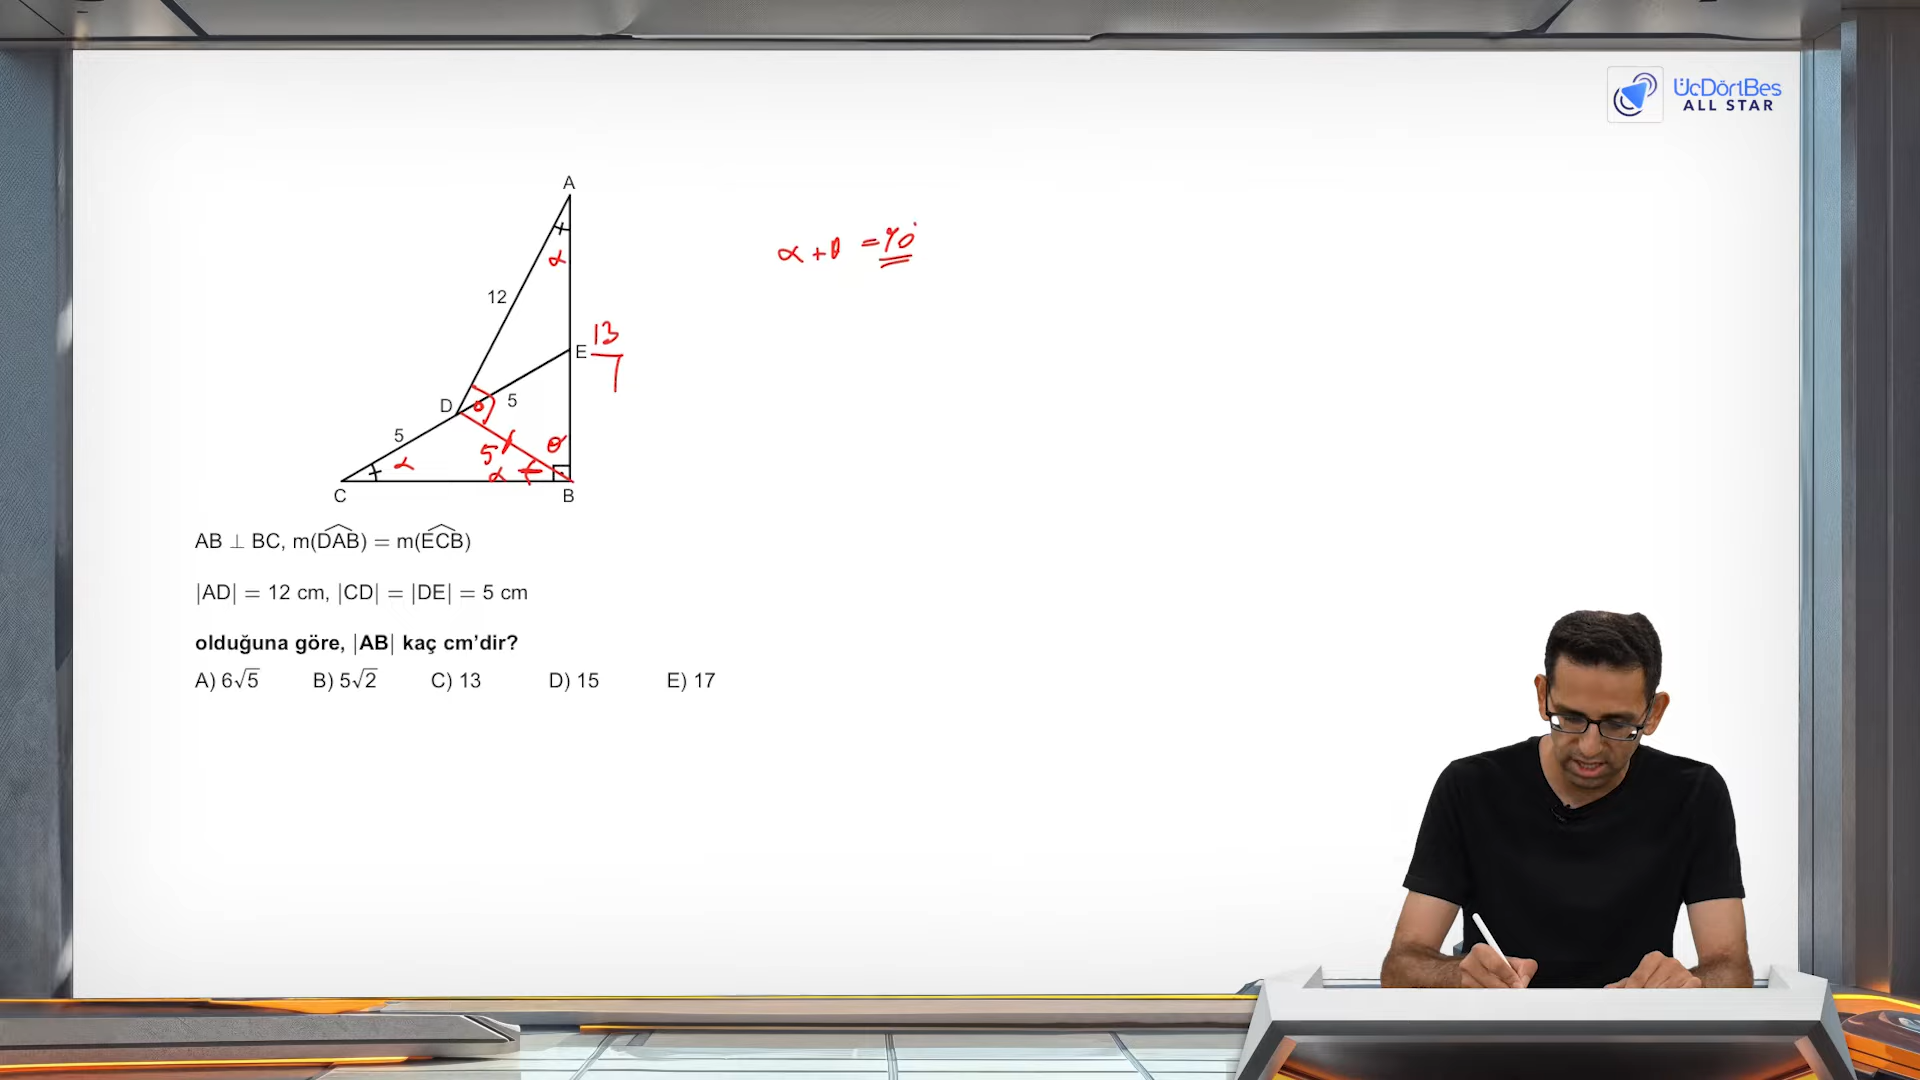 ÜçDörtBeş
ALL STAR
A
α
α + θ = 90°
12
13
E
D
5
5
5
θ
α
α
C
B
AB ⊥ BC, m(DAB) = m(ECB)
|AD| = 12 cm, |CD| = |DE| = 5 cm
olduğuna göre, |AB| kaç cm’dir?
A) 6√5 B) 5√2 C) 13 D) 15 E) 17